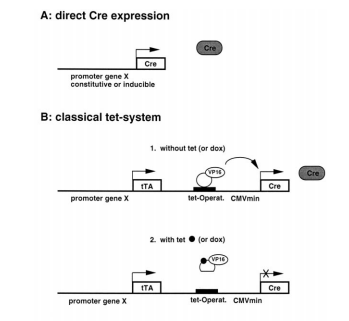 A: direct Cre expression
Cre
Cre
promoter gene X
constitutive or inducible
B: classical tet-system
1. without tet (or dox)
VP16
Cre
tTA
Cre
promoter gene X
tet-Operat. CMVmin
2. with tet ● (or dox)
VP16
tTA
Cre
promoter gene X
tet-Operat. CMVmin